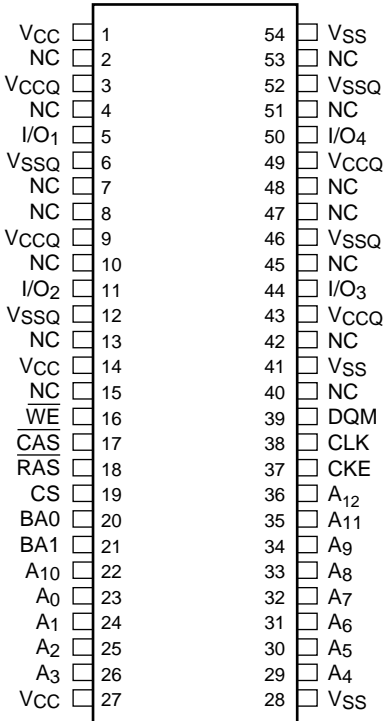 VCC 1 54 VSS
NC 2 53 NC
VCCQ 3 52 VSSQ
NC 4 51 NC
I/O1 5 50 I/O4
VSSQ 6 49 VCCQ
NC 7 48 NC
NC 8 47 NC
VCCQ 9 46 VSSQ
NC 10 45 NC
I/O2 11 44 I/O3
VSSQ 12 43 VCCQ
NC 13 42 NC
VCC 14 41 VSS
NC 15 40 NC
W̅E̅ 16 39 DQM
C̅A̅S̅ 17 38 CLK
R̅A̅S̅ 18 37 CKE
CS 19 36 A12
BA0 20 35 A11
BA1 21 34 A9
A10 22 33 A8
A0 23 32 A7
A1 24 31 A6
A2 25 30 A5
A3 26 29 A4
VCC 27 28 VSS